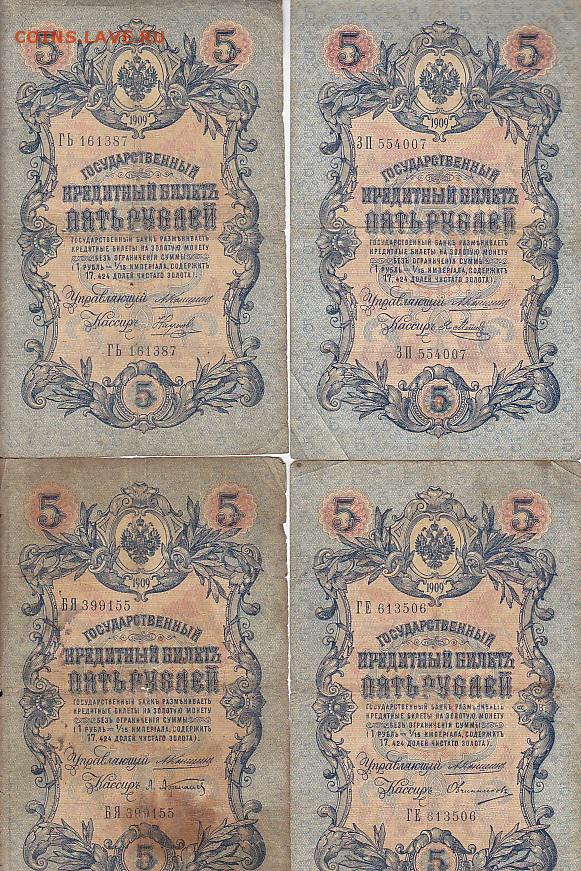 COINS.LAVE.RU
5 5
1909
ГЬ 161387
ГОСУДАРСТВЕННЫЙ
КРЕДИТНЫЙ БИЛЕТЪ
ПЯТЬ РУБЛЕЙ
ГОСУДАРСТВЕННЫЙ БАНКЪ РАЗМѢНИВАЕТЪ
КРЕДИТНЫЕ БИЛЕТЫ НА ЗОЛОТУЮ МОНЕТУ
БЕЗЪ ОГРАНИЧЕНІЯ СУММЫ
(1 РУБЛЬ = 1/15 ИМПЕРІАЛА, СОДЕРЖИТЪ
17,424 ДОЛЕЙ ЧИСТАГО ЗОЛОТА).
Управляющій
Кассиръ
ГЬ 161387
5
5 5
1909
ЗП 554007
ГОСУДАРСТВЕННЫЙ
КРЕДИТНЫЙ БИЛЕТЪ
ПЯТЬ РУБЛЕЙ
ГОСУДАРСТВЕННЫЙ БАНКЪ РАЗМѢНИВАЕТЪ
КРЕДИТНЫЕ БИЛЕТЫ НА ЗОЛОТУЮ МОНЕТУ
БЕЗЪ ОГРАНИЧЕНІЯ СУММЫ
(1 РУБЛЬ = 1/15 ИМПЕРІАЛА, СОДЕРЖИТЪ
17,424 ДОЛЕЙ ЧИСТАГО ЗОЛОТА).
Управляющій
Кассиръ
ЗП 554007
5
5 5
1909
БЯ 399155
ГОСУДАРСТВЕННЫЙ
КРЕДИТНЫЙ БИЛЕТЪ
ПЯТЬ РУБЛЕЙ
ГОСУДАРСТВЕННЫЙ БАНКЪ РАЗМѢНИВАЕТЪ
КРЕДИТНЫЕ БИЛЕТЫ НА ЗОЛОТУЮ МОНЕТУ
БЕЗЪ ОГРАНИЧЕНІЯ СУММЫ
(1 РУБЛЬ = 1/15 ИМПЕРІАЛА, СОДЕРЖИТЪ
17,424 ДОЛЕЙ ЧИСТАГО ЗОЛОТА).
Управляющій
Кассиръ
БЯ 399155
5
5 5
1909
ГЕ 613506
ГОСУДАРСТВЕННЫЙ
КРЕДИТНЫЙ БИЛЕТЪ
ПЯТЬ РУБЛЕЙ
ГОСУДАРСТВЕННЫЙ БАНКЪ РАЗМѢНИВАЕТЪ
КРЕДИТНЫЕ БИЛЕТЫ НА ЗОЛОТУЮ МОНЕТУ
БЕЗЪ ОГРАНИЧЕНІЯ СУММЫ
(1 РУБЛЬ = 1/15 ИМПЕРІАЛА, СОДЕРЖИТЪ
17,424 ДОЛЕЙ ЧИСТАГО ЗОЛОТА).
Управляющій
Кассиръ
ГЕ 613506
5